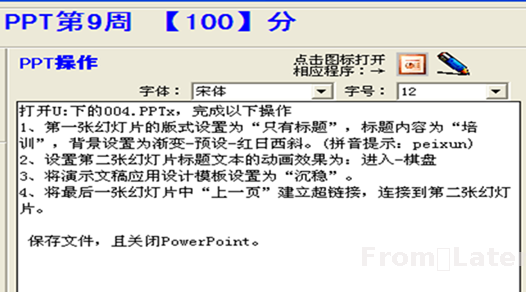 PPT第9周 【100】分
PPT操作
点击图标打开
相应程序：→
字体： 宋体 字号： 12
打开U:下的004.PPTx，完成以下操作
1、第一张幻灯片的版式设置为“只有标题”，标题内容为“培
训”，背景设置为渐变-预设-红日西斜。(拼音提示：peixun)
2、设置第二张幻灯片标题文本的动画效果为：进入-棋盘
3、将演示文稿应用设计模板设置为“沉稳”。
4、将最后一张幻灯片中“上一页”建立超链接，连接到第二张幻灯
片。
保存文件，且关闭PowerPoint。
From Later